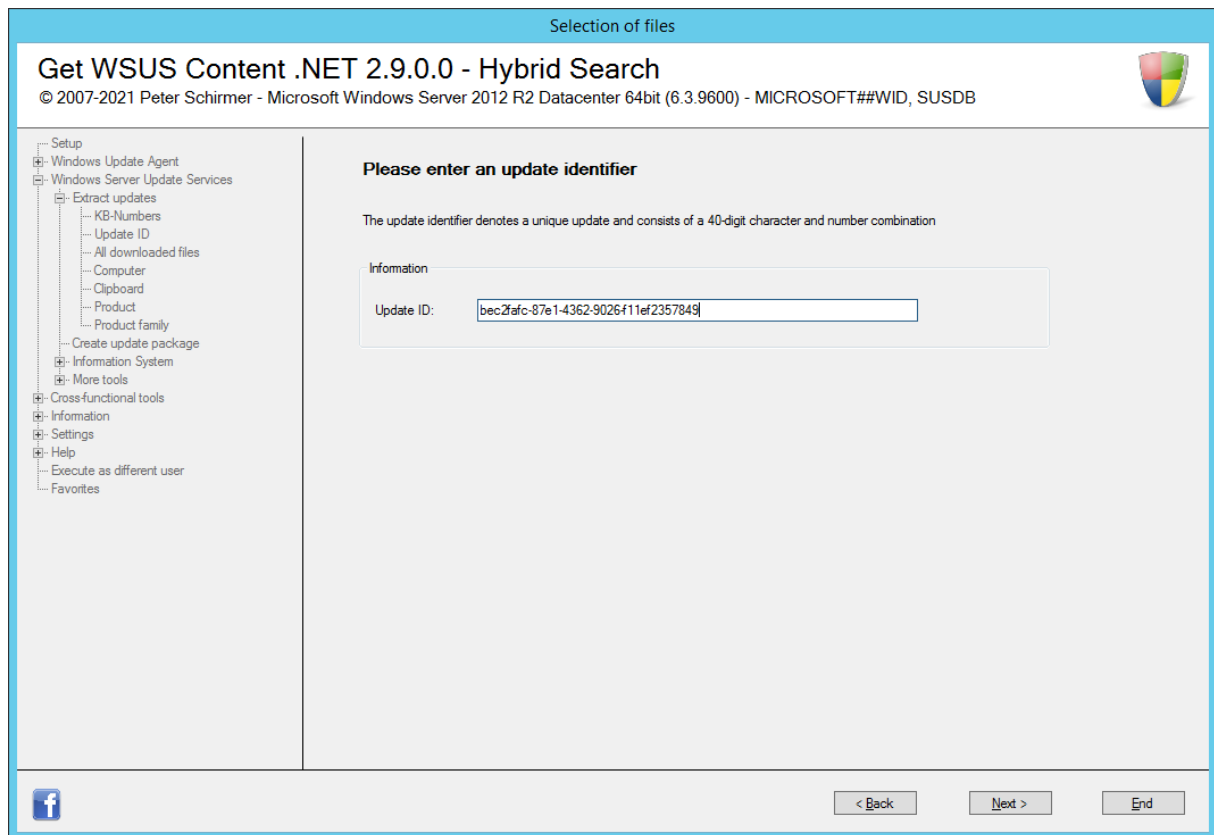 Selection of files
Get WSUS Content .NET 2.9.0.0 - Hybrid Search
© 2007-2021 Peter Schirmer - Microsoft Windows Server 2012 R2 Datacenter 64bit (6.3.9600) - MICROSOFT##WID, SUSDB
Setup
Windows Update Agent
Windows Server Update Services
Extract updates
KB-Numbers
Update ID
All downloaded files
Computer
Clipboard
Product
Product family
Create update package
Information System
More tools
Cross-functional tools
Information
Settings
Help
Execute as different user
Favorites
Please enter an update identifier
The update identifier denotes a unique update and consists of a 40-digit character and number combination
Information
Update ID: bec2fafc-87e1-4362-9026-f11ef2357849
< Back Next > End